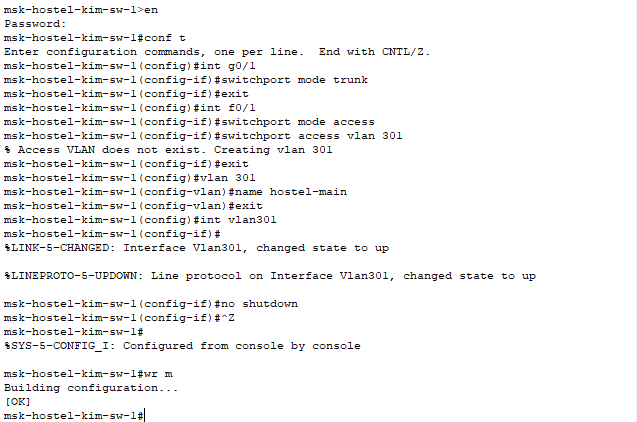 msk-hostel-kim-sw-1>en
Password:
msk-hostel-kim-sw-1#conf t
Enter configuration commands, one per line.  End with CNTL/Z.
msk-hostel-kim-sw-1(config)#int g0/1
msk-hostel-kim-sw-1(config-if)#switchport mode trunk
msk-hostel-kim-sw-1(config-if)#exit
msk-hostel-kim-sw-1(config)#int f0/1
msk-hostel-kim-sw-1(config-if)#switchport mode access
msk-hostel-kim-sw-1(config-if)#switchport access vlan 301
% Access VLAN does not exist. Creating vlan 301
msk-hostel-kim-sw-1(config-if)#exit
msk-hostel-kim-sw-1(config)#vlan 301
msk-hostel-kim-sw-1(config-vlan)#name hostel-main
msk-hostel-kim-sw-1(config-vlan)#exit
msk-hostel-kim-sw-1(config)#int vlan301
msk-hostel-kim-sw-1(config-if)#
%LINK-5-CHANGED: Interface Vlan301, changed state to up
%LINEPROTO-5-UPDOWN: Line protocol on Interface Vlan301, changed state to up
msk-hostel-kim-sw-1(config-if)#no shutdown
msk-hostel-kim-sw-1(config-if)#^Z
msk-hostel-kim-sw-1#
%SYS-5-CONFIG_I: Configured from console by console
msk-hostel-kim-sw-1#wr m
Building configuration...
[OK]
msk-hostel-kim-sw-1#